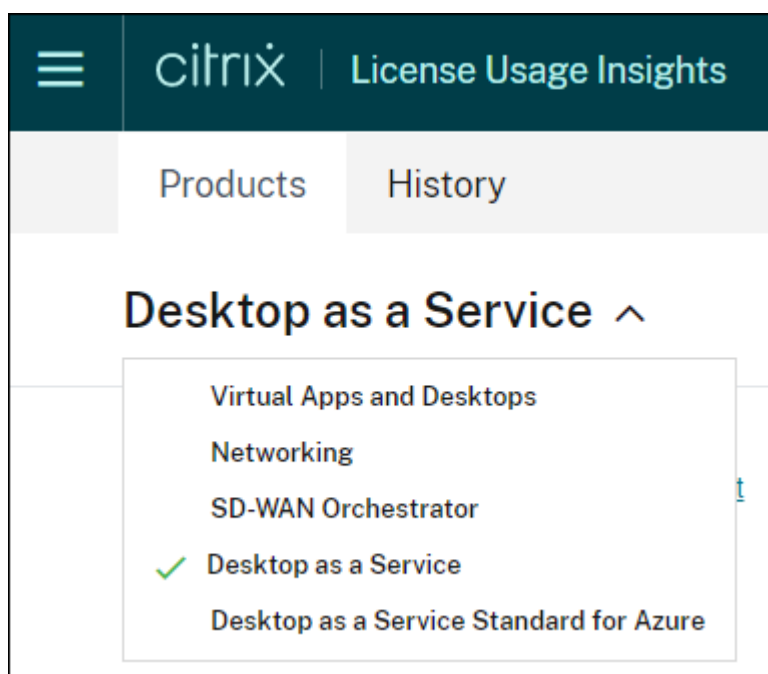 citrix License Usage Insights
Products History
Desktop as a Service
Virtual Apps and Desktops
Networking
t
SD-WAN Orchestrator
Desktop as a Service
Desktop as a Service Standard for Azure